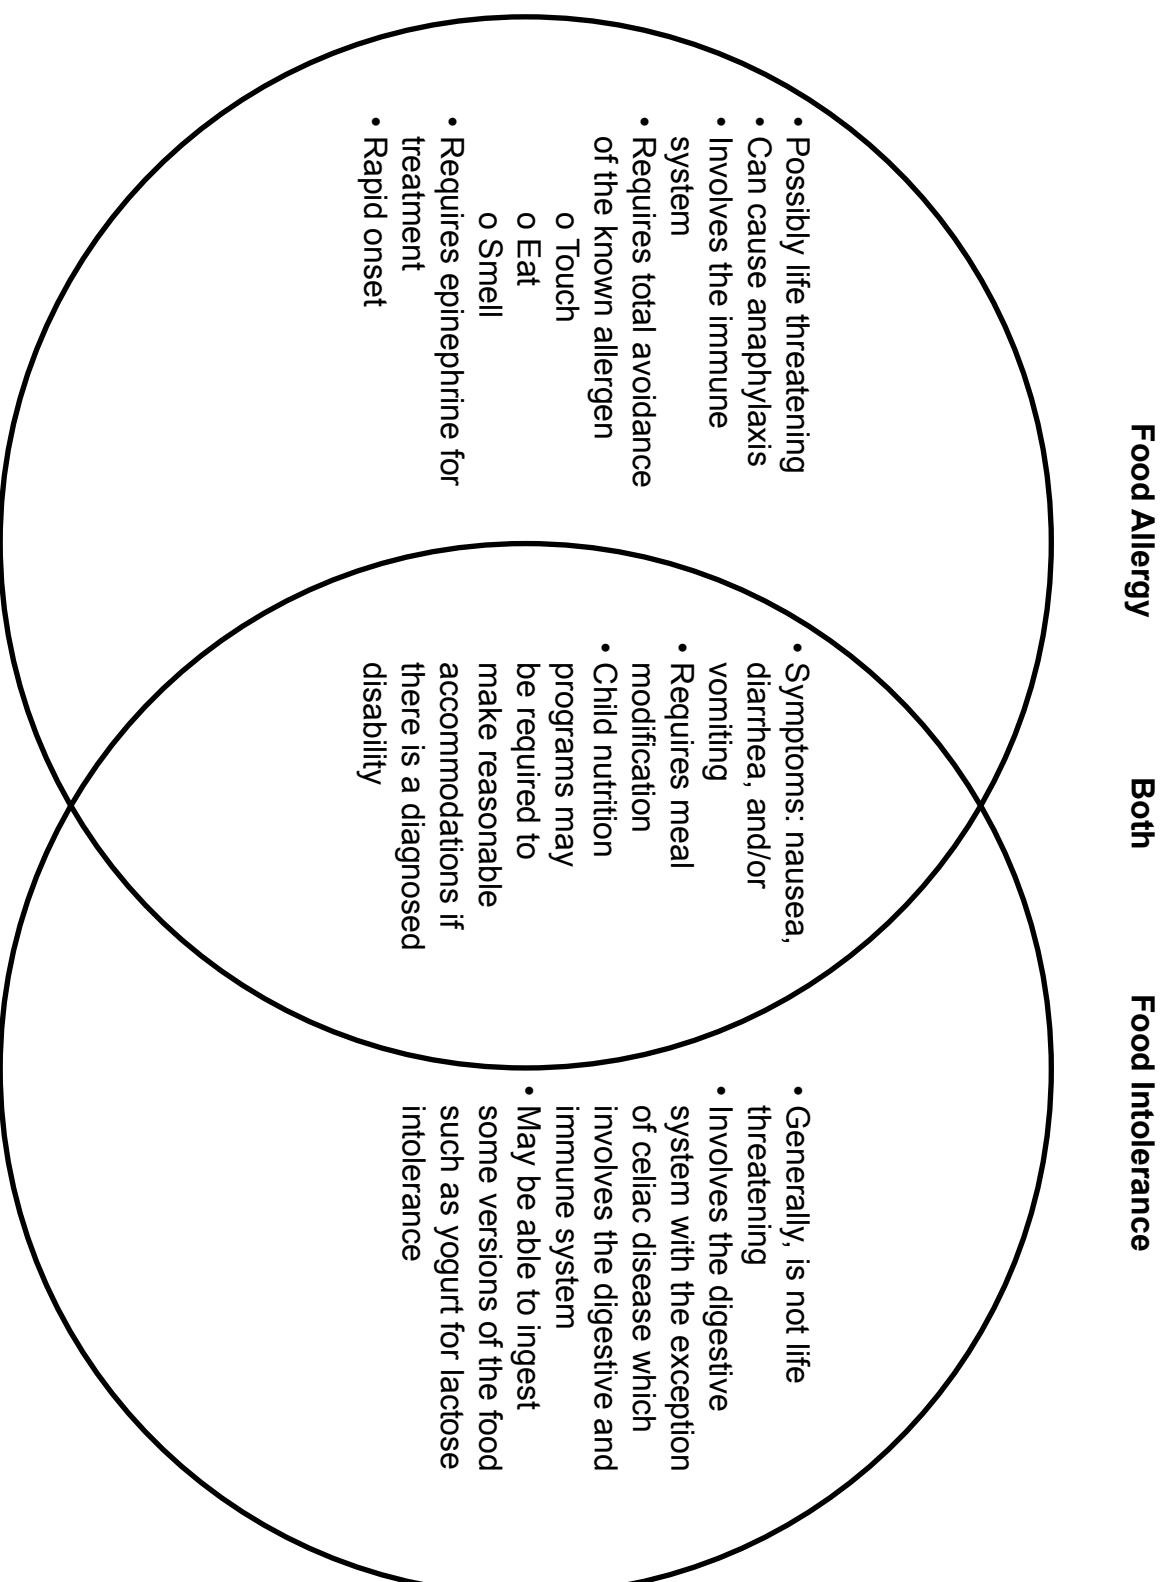 Food Allergy
Both
Food Intolerance
• Possibly life threatening
• Can cause anaphylaxis
• Involves the immune
system
• Requires total avoidance
of the known allergen
o Touch
o Eat
o Smell
• Requires epinephrine for
treatment
• Rapid onset
• Symptoms: nausea,
diarrhea, and/or
vomiting
• Requires meal
modification
• Child nutrition
programs may
be required to
make reasonable
accommodations if
there is a diagnosed
disability
• Generally, is not life
threatening
• Involves the digestive
system with the exception
of celiac disease which
involves the digestive and
immune system
• May be able to ingest
some versions of the food
such as yogurt for lactose
intolerance